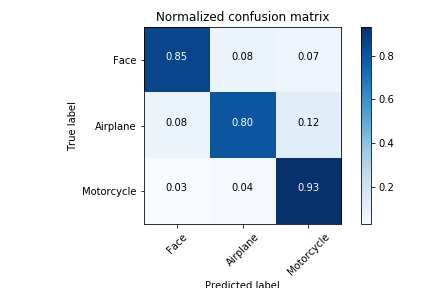 Normalized confusion matrix
Face 0.85 0.08 0.07
Airplane 0.08 0.80 0.12
Motorcycle 0.03 0.04 0.93
Face Airplane Motorcycle
True label
Predicted label
0.8
0.6
0.4
0.2